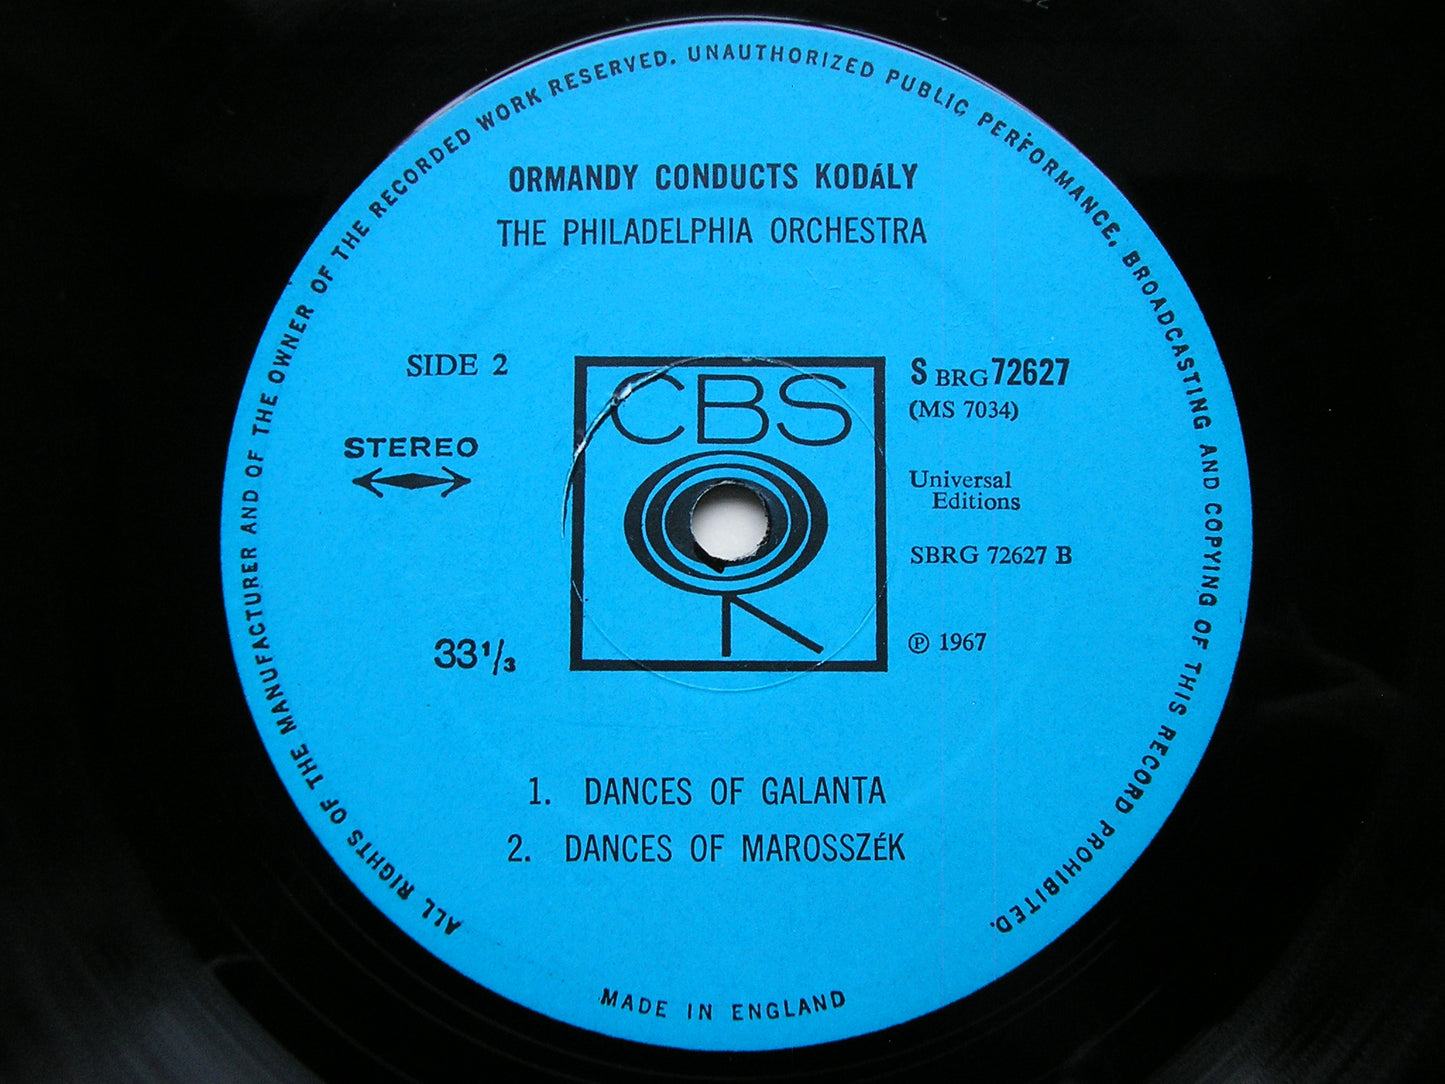 ALL RIGHTS OF THE MANUFACTURER AND OF THE OWNER OF THE RECORDED WORK RESERVED. UNAUTHORIZED PUBLIC PERFORMANCE, BROADCASTING AND COPYING OF THIS RECORD PROHIBITED.
ORMANDY CONDUCTS KODáLY
THE PHILADELPHIA ORCHESTRA
SIDE 2
STEREO
33 1/3
CBS
S BRG 72627
(MS 7034)
Universal
Editions
SBRG 72627 B
℗ 1967
1. DANCES OF GALANTA
2. DANCES OF MAROSSZéK
MADE IN ENGLAND